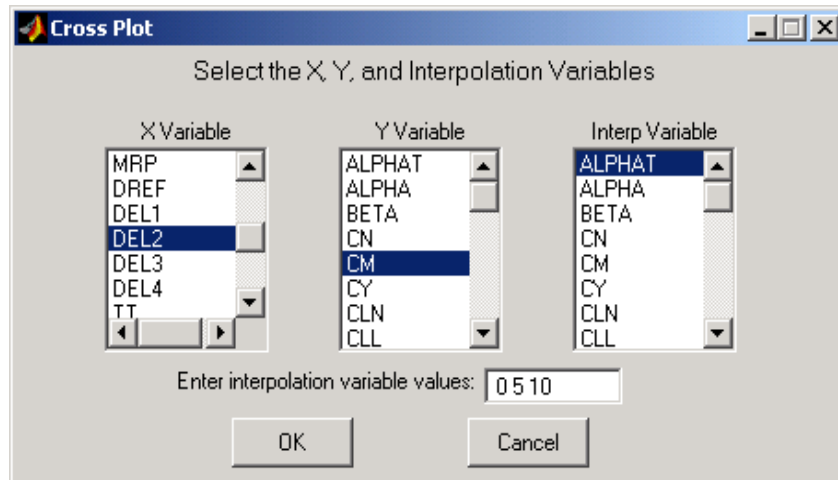 Cross Plot
Select the X, Y, and Interpolation Variables
X Variable
MRP
DREF
DEL1
DEL2
DEL3
DEL4
TT
Y Variable
ALPHAT
ALPHA
BETA
CN
CM
CY
CLN
CLL
Interp Variable
ALPHAT
ALPHA
BETA
CN
CM
CY
CLN
CLL
Enter interpolation variable values: 0 5 10
OK Cancel